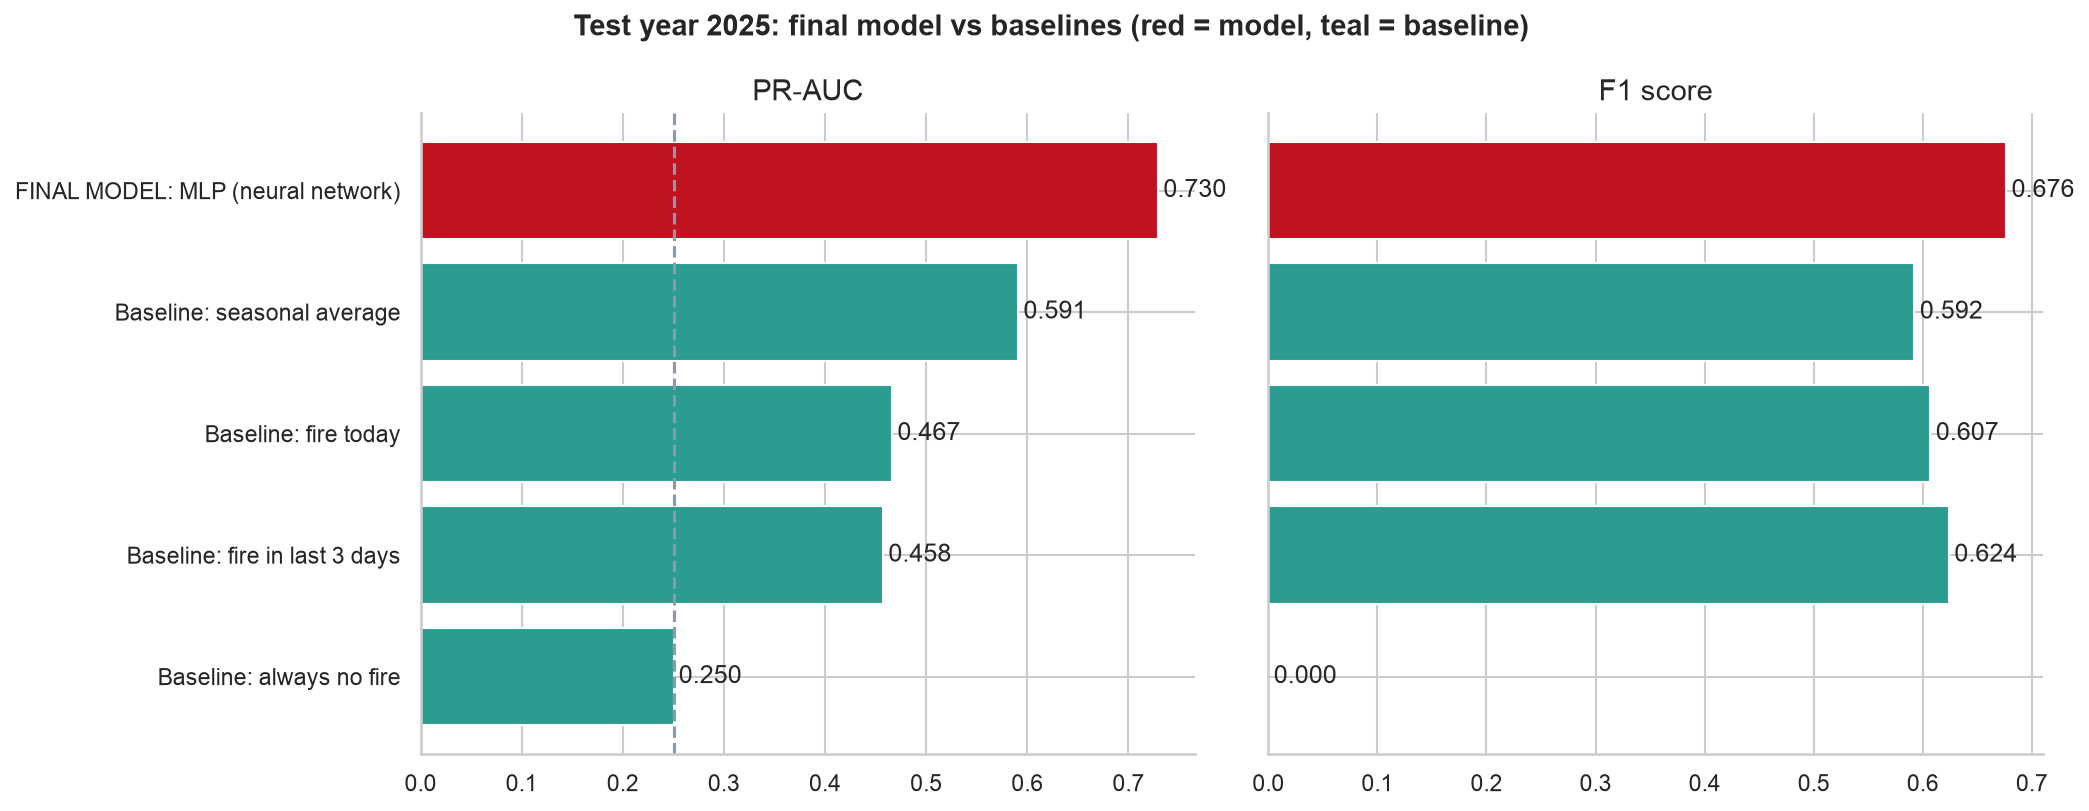 Test year 2025: final model vs baselines (red = model, teal = baseline)
PR-AUC
FINAL MODEL: MLP (neural network)
0.730
Baseline: seasonal average
0.591
Baseline: fire today
0.467
Baseline: fire in last 3 days
0.458
Baseline: always no fire
0.250
0.0 0.1 0.2 0.3 0.4 0.5 0.6 0.7
F1 score
0.676
0.592
0.607
0.624
0.000
0.0 0.1 0.2 0.3 0.4 0.5 0.6 0.7